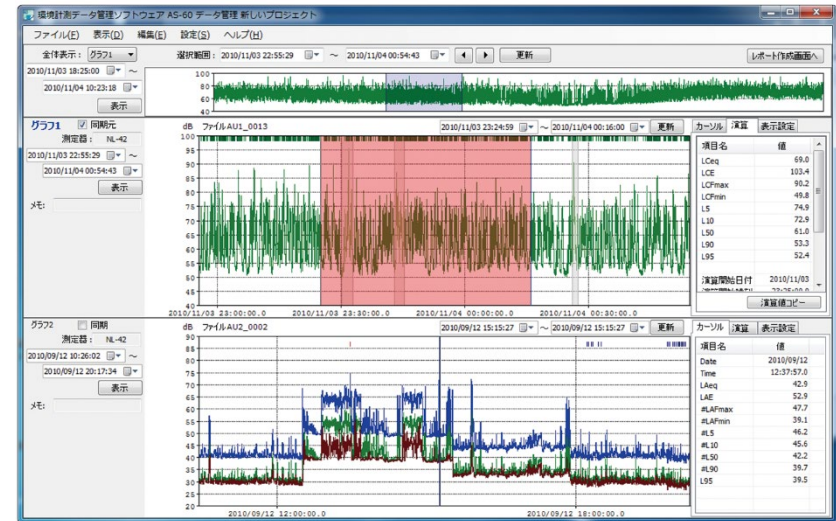 環境計測データ管理ソフトウェア AS-60 データ管理 新しいプロジェクト
ファイル(F) 表示(D) 編集(E) 設定(S) ヘルプ(H)
全体表示： グラフ1 選択範囲： 2010/11/03 22:55:29 ～ 2010/11/04 00:54:43 更新 レポート作成画面へ
2010/11/03 18:25:00 ～
2010/11/04 10:23:18
表示
100
80
60
40
グラフ1 同期元
測定器： NL-42
2010/11/03 22:55:29 ～
2010/11/04 00:54:43
表示
メモ:
dB ファイルAU1_0013 2010/11/03 23:24:59 ～ 2010/11/04 00:16:00 更新
100
95
90
85
80
75
70
65
60
55
50
45
40
2010/11/03 23:00:00.0 2010/11/03 23:30:00.0 2010/11/04 00:00:00.0 2010/11/04 00:30:00.0
カーソル 演算 表示設定
項目名 値
LCeq 69.0
LCE 103.4
LCFmax 90.2
LCFmin 49.8
L5 74.9
L10 72.9
L50 61.0
L90 53.3
L95 52.4
演算開始日付 2010/11/03
演算値コピー
グラフ2 同期
測定器： NL-42
2010/09/12 10:26:02 ～
2010/09/12 20:17:34
表示
メモ:
dB ファイルAU2_0002 2010/09/12 15:15:27 ～ 2010/09/12 15:15:27 更新
90
85
80
75
70
65
60
55
50
45
40
35
30
25
20
2010/09/12 12:00:00.0 2010/09/12 18:00:00.0
カーソル 演算 表示設定
項目名 値
Date 2010/09/12
Time 12:37:57.0
LAeq 42.9
LAE 52.9
#LAFmax 47.7
#LAFmin 39.1
#L5 46.2
#L10 45.6
#L50 42.2
#L90 39.7
L95 39.5